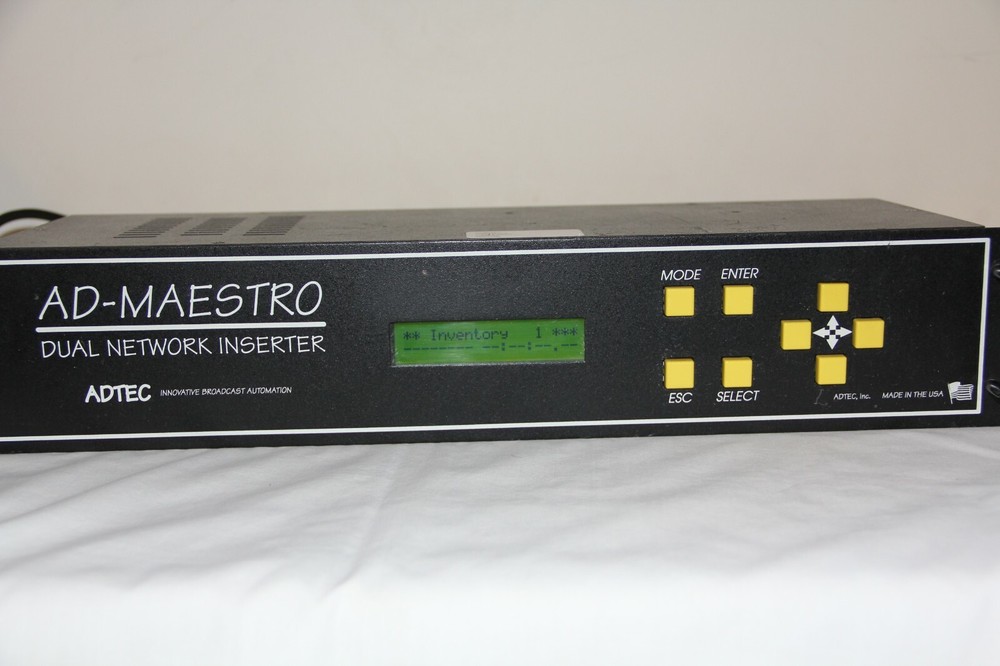 AD-MAESTRO
DUAL NETWORK INSERTER
ADTEC INNOVATIVE BROADCAST AUTOMATION
** Inventory 1 ***
--------:--:--.--
MODE ENTER
ESC SELECT
ADTEC, inc. MADE IN THE USA